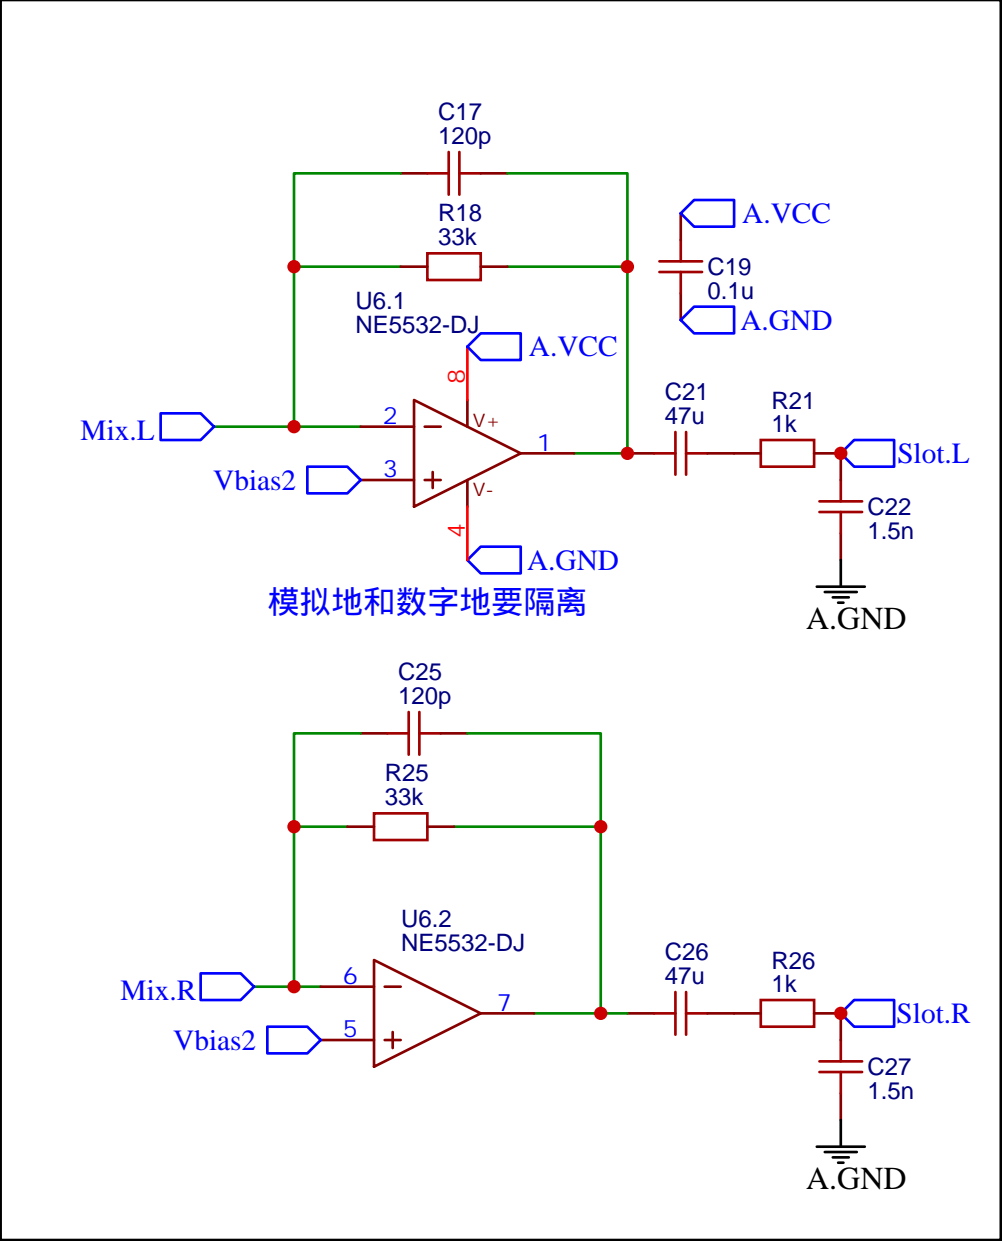 C17
120p
R18
33k
A.VCC
C19
0.1u
A.GND
U6.1
NE5532-DJ
A.VCC
8
V+
Mix.L
2
Vbias2
3
1
V-
4
A.GND
C21
47u
R21
1k
Slot.L
C22
1.5n
A.GND
模拟地和数字地要隔离
C25
120p
R25
33k
U6.2
NE5532-DJ
Mix.R
6
Vbias2
5
7
C26
47u
R26
1k
Slot.R
C27
1.5n
A.GND